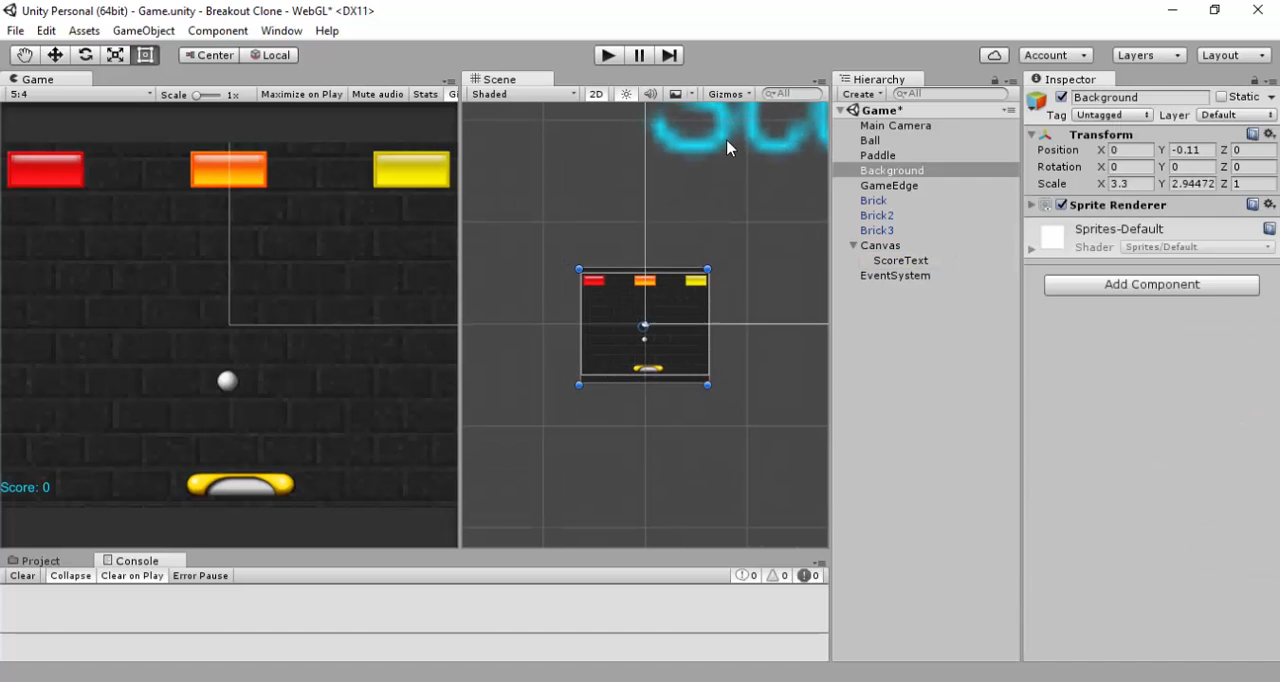 Unity Personal (64bit) - Game.unity - Breakout Clone - WebGL* <DX11>
File Edit Assets GameObject Component Window Help
Center Local Account Layers Layout
Game
5:4 Scale 1x Maximize on Play Mute audio Stats Gi
Score: 0
Scene
Shaded 2D Gizmos All
Sco
Hierarchy
Create All
Game*
Main Camera
Ball
Paddle
Background
GameEdge
Brick
Brick2
Brick3
Canvas
ScoreText
EventSystem
Inspector
Background Static
Tag Untagged Layer Default
Transform
Position X 0 Y -0.11 Z 0
Rotation X 0 Y 0 Z 0
Scale X 3.3 Y 2.94472 Z 1
Sprite Renderer
Sprites-Default
Shader Sprites/Default
Add Component
Project Console
Clear Collapse Clear on Play Error Pause 0 0 0